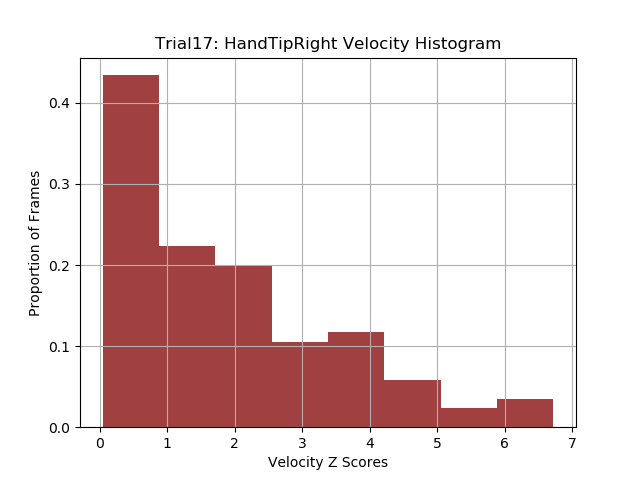 Trial17: HandTipRight Velocity Histogram
Proportion of Frames
0.4
0.3
0.2
0.1
0.0
0 1 2 3 4 5 6 7
Velocity Z Scores